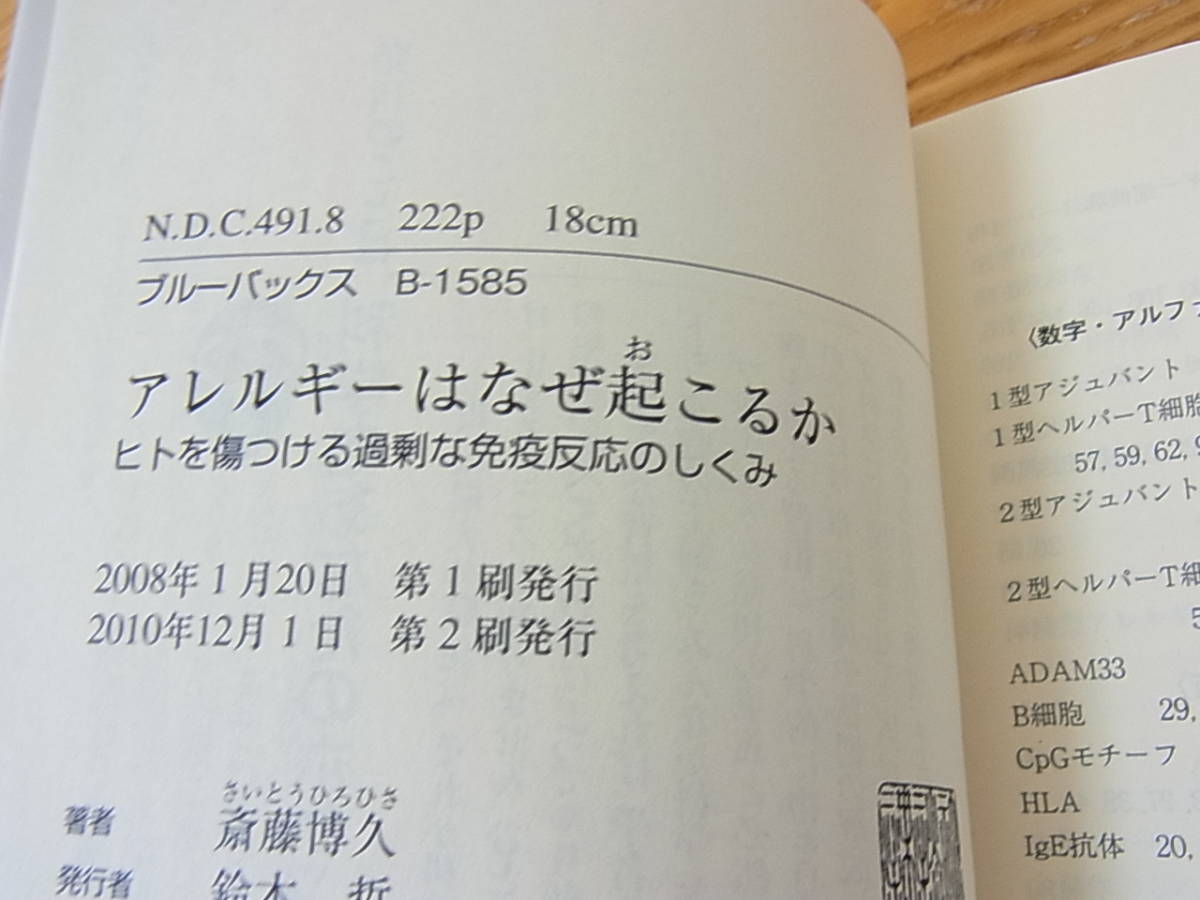 N.D.C.491.8 222p 18cm
ブルーバックス B-1585
お
アレルギーはなぜ起こるか
ヒトを傷つける過剰な免疫反応のしくみ
2008年1月20日 第1刷発行
2010年12月1日 第2刷発行
さいとうひろひさ
著者 斎藤博久
発行者 鈴木 哲
〈数字・アルファ
1型アジュバント
1型ヘルパーT細胞
57, 59, 62, 9
2型アジュバント
2型ヘルパーT細
5
ADAM33
B細胞 29,
CpGモチーフ
HLA
IgE抗体 20,